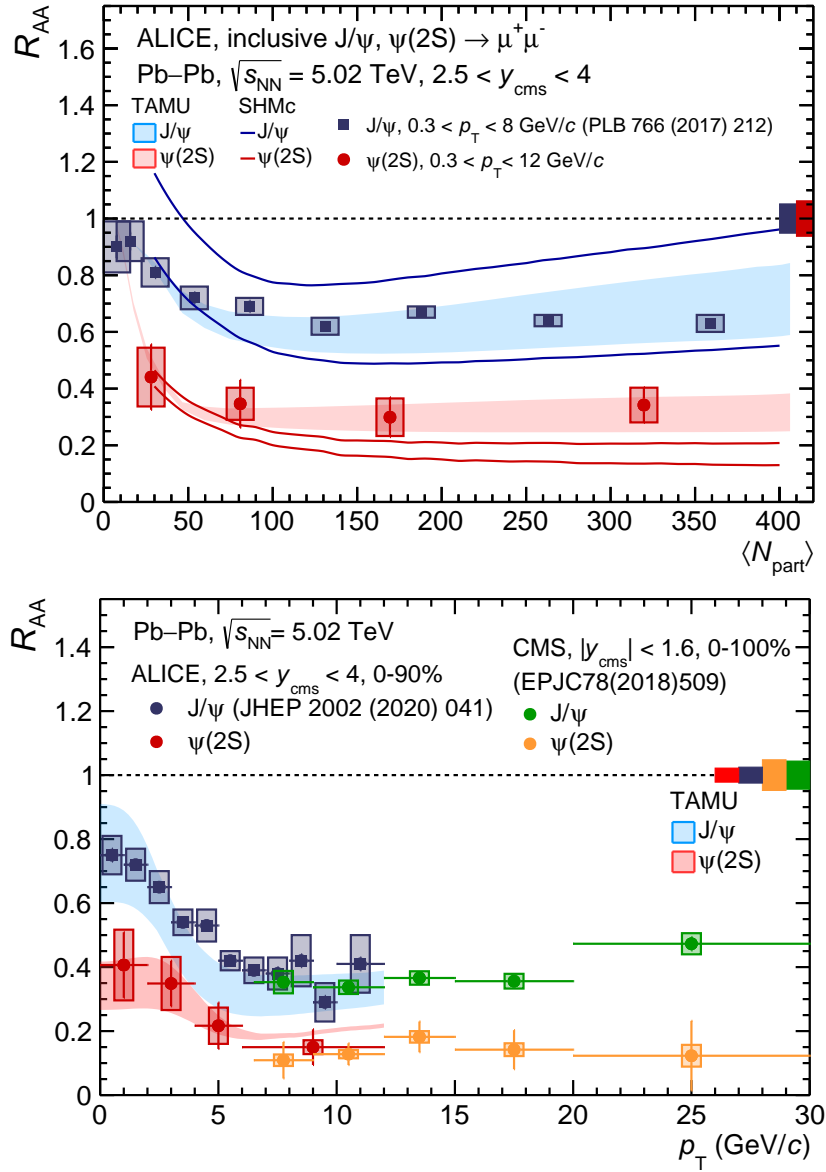 R_AA
1.6
1.4
1.2
1
0.8
0.6
0.4
0.2
0
ALICE, inclusive J/ψ, ψ(2S) → μ⁺μ⁻
Pb–Pb, √s_NN = 5.02 TeV, 2.5 < y_cms < 4
TAMU SHMc
J/ψ J/ψ J/ψ, 0.3 < p_T < 8 GeV/c (PLB 766 (2017) 212)
ψ(2S) ψ(2S) ψ(2S), 0.3 < p_T < 12 GeV/c
0 50 100 150 200 250 300 350 400
⟨N_part⟩
R_AA
1.4
1.2
1
0.8
0.6
0.4
0.2
0
Pb–Pb, √s_NN = 5.02 TeV
ALICE, 2.5 < y_cms < 4, 0-90%
J/ψ (JHEP 2002 (2020) 041)
ψ(2S)
CMS, |y_cms| < 1.6, 0-100%
(EPJC78(2018)509)
J/ψ
ψ(2S)
TAMU
J/ψ
ψ(2S)
0 5 10 15 20 25 30
p_T (GeV/c)